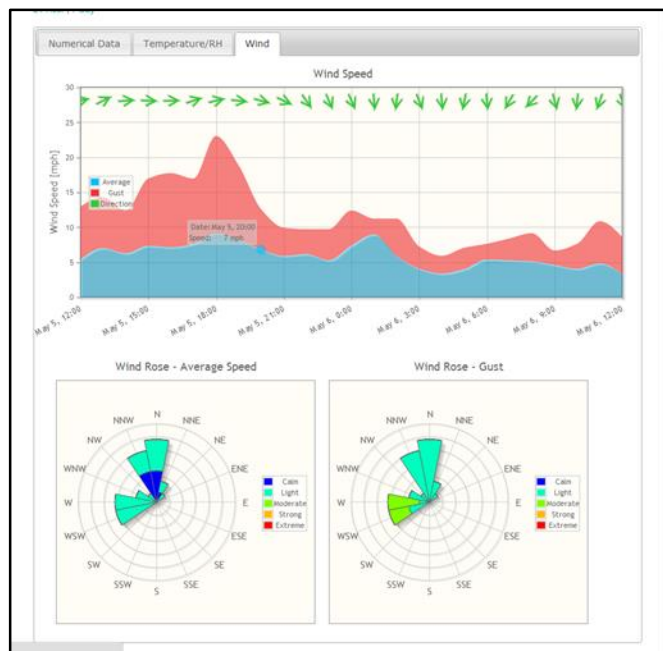 Numerical Data Temperature/RH Wind
Wind Speed
30
25
20
15
10
5
0
Wind Speed [mph]
Average
Gust
Direction
Date: May 5, 20:00
Speed: 7 mph
May 5, 12:00 May 5, 15:00 May 5, 18:00 May 5, 21:00 May 6, 0:00 May 6, 3:00 May 6, 6:00 May 6, 9:00 May 6, 12:00
Wind Rose - Average Speed
N
NNW NNE
NW NE
WNW ENE
W E
WSW ESE
SW SE
SSW SSE
S
Calm
Light
Moderate
Strong
Extreme
Wind Rose - Gust
N
NNW NNE
NW NE
WNW ENE
W E
WSW ESE
SW SE
SSW SSE
S
Calm
Light
Moderate
Strong
Extreme